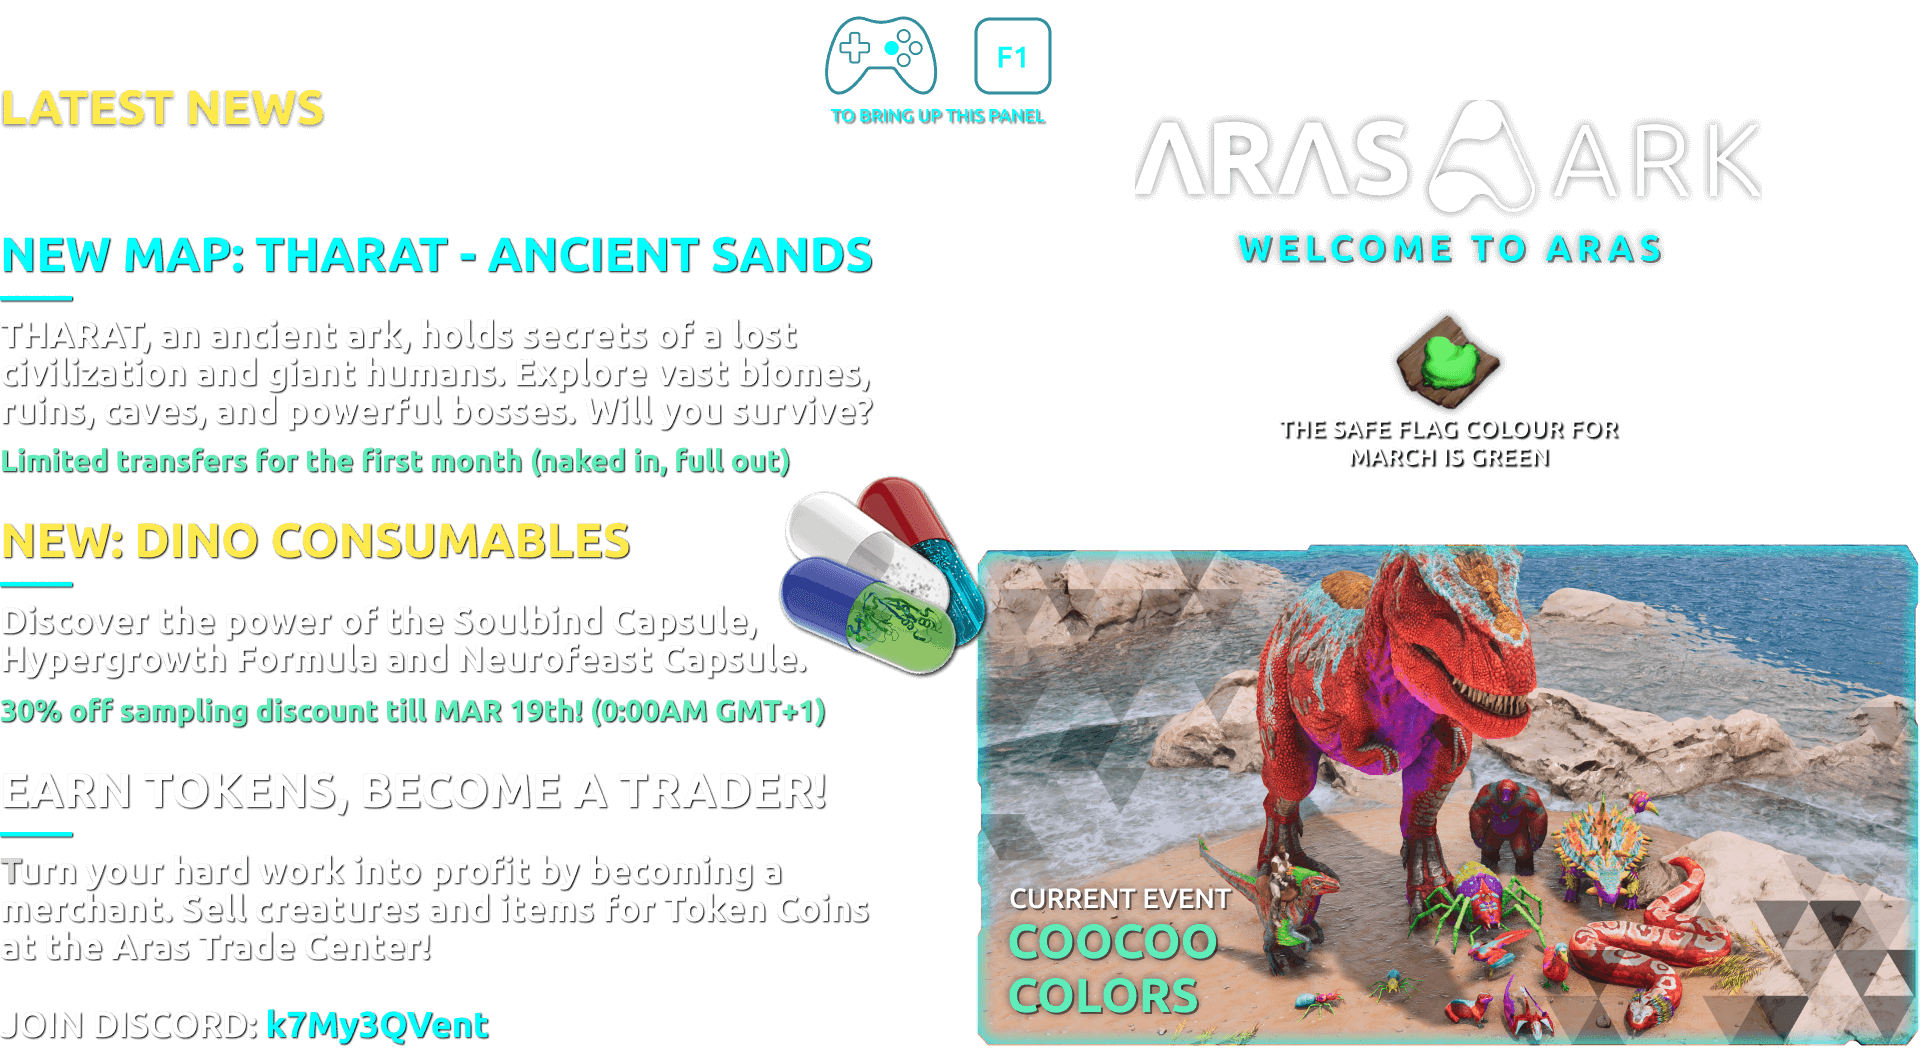 F1
TO BRING UP THIS PANEL
LATEST NEWS
NEW MAP: THARAT - ANCIENT SANDS
THARAT, an ancient ark, holds secrets of a lost
civilization and giant humans. Explore vast biomes,
ruins, caves, and powerful bosses. Will you survive?
Limited transfers for the first month (naked in, full out)
NEW: DINO CONSUMABLES
Discover the power of the Soulbind Capsule,
Hypergrowth Formula and Neurofeast Capsule.
30% off sampling discount till MAR 19th! (0:00AM GMT+1)
EARN TOKENS, BECOME A TRADER!
Turn your hard work into profit by becoming a
merchant. Sell creatures and items for Token Coins
at the Aras Trade Center!
JOIN DISCORD: k7My3QVent
ARAS ARK
WELCOME TO ARAS
THE SAFE FLAG COLOUR FOR
MARCH IS GREEN
CURRENT EVENT
COOCOO
COLORS